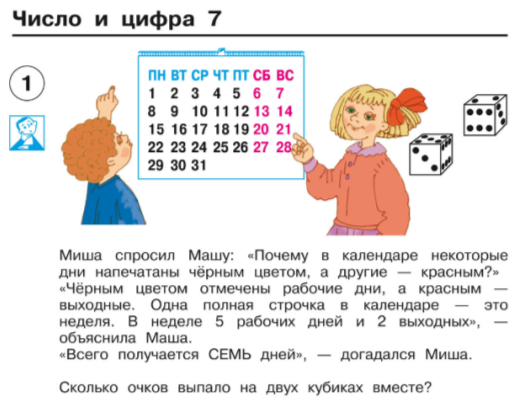 Число и цифра 7
1
ПН ВТ СР ЧТ ПТ СБ ВС
1 2 3 4 5 6 7
8 9 10 11 12 13 14
15 16 17 18 19 20 21
22 23 24 25 26 27 28
29 30 31
Миша спросил Машу: «Почему в календаре некоторые
дни напечатаны чёрным цветом, а другие — красным?»
«Чёрным цветом отмечены рабочие дни, а красным —
выходные. Одна полная строчка в календаре — это
неделя. В неделе 5 рабочих дней и 2 выходных», —
объяснила Маша.
«Всего получается СЕМЬ дней», — догадался Миша.
Сколько очков выпало на двух кубиках вместе?